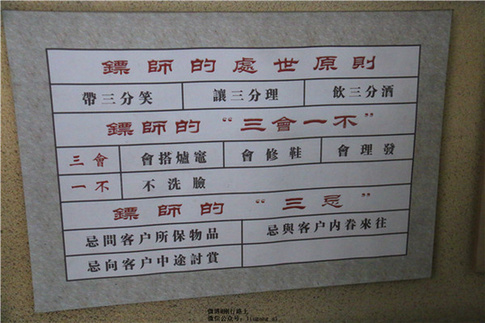 鏢師的處世原則
帶三分笑 讓三分理 飲三分酒
鏢師的“三會一不”
三會 會搭爐竈 會修鞋 會理發
一不 不洗臉
鏢師的“三忌”
忌問客户所保物品 忌與客户内眷來往
忌向客户中途討賞